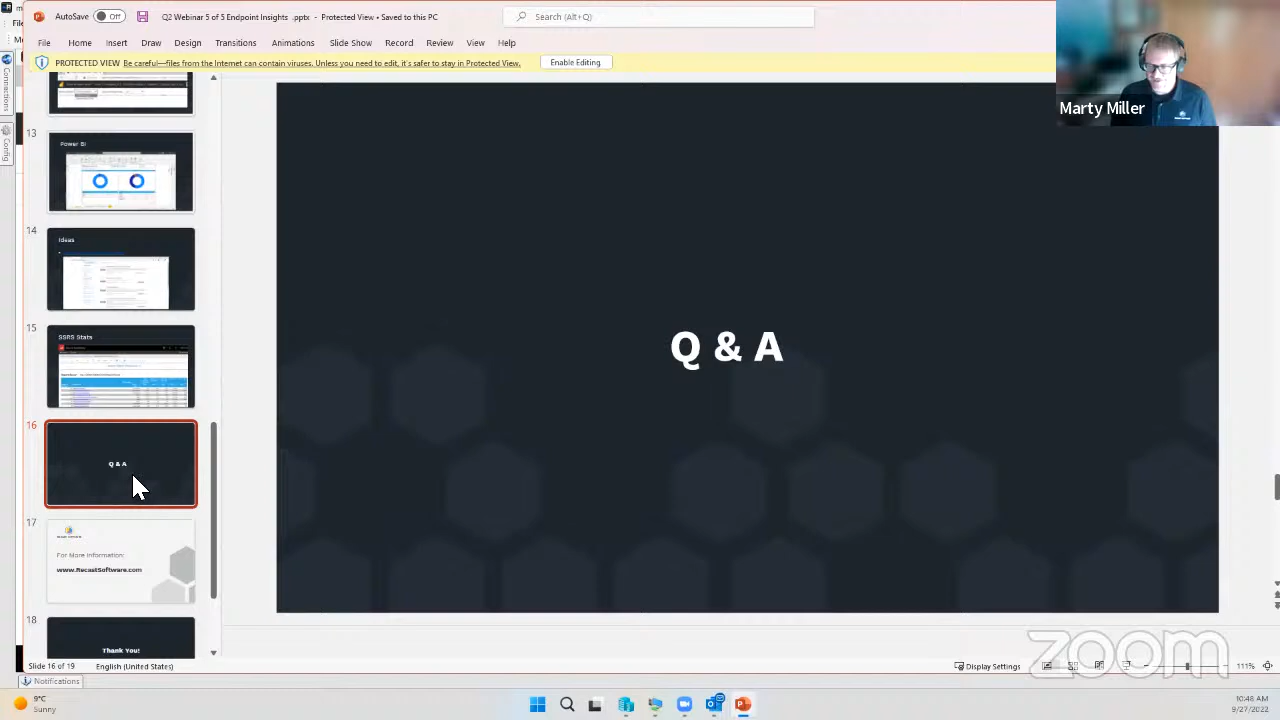 AutoSave Off Q2 Webinar 5 of 5 Endpoint Insights .pptx - Protected View • Saved to this PC Search (Alt+Q)
File Home Insert Draw Design Transitions Animations Slide Show Record Review View Help
PROTECTED VIEW Be careful—files from the Internet can contain viruses. Unless you need to edit, it's safer to stay in Protected View. Enable Editing
Connections
Config
Marty Miller
13
Power BI
14
Ideas
15
SSRS Stats
16
Q & A
17
For More Information:
www.RecastSoftware.com
18
Thank You!
Q & A
zoom
Slide 16 of 19 English (United States) Display Settings 111%
Notifications
9°C
Sunny
10:46 AM
9/27/2022